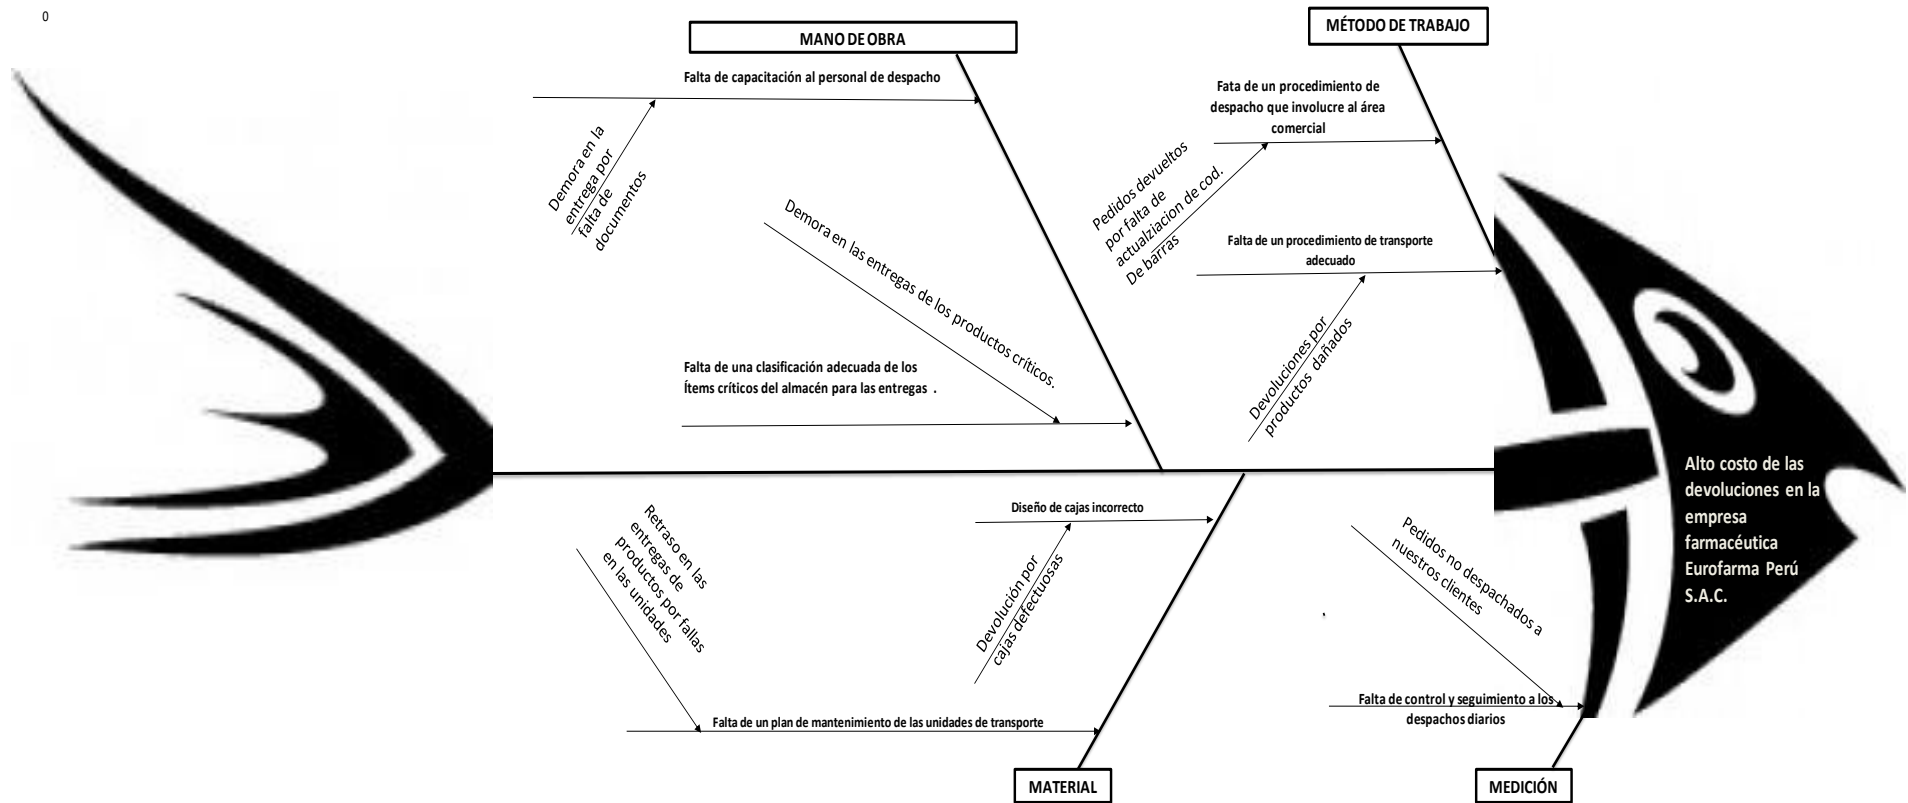 0
MANO DE OBRA
MÉTODO DE TRABAJO
Falta de capacitación al personal de despacho
Demora en la
entrega por
falta de
documentos
Demora en las entregas de los productos críticos.
Falta de una clasificación adecuada de los
Ítems críticos del almacén para las entregas .
Fata de un procedimiento de
despacho que involucre al área
comercial
Pedidos devueltos
por falta de
actualziacion de cod.
De barras
Falta de un procedimiento de transporte
adecuado
Devoluciones por
productos dañados
Alto costo de las
devoluciones en la
empresa
farmacéutica
Eurofarma Perú
S.A.C.
Retraso en las
entregas de
productos por fallas
en las unidades
Diseño de cajas incorrecto
Devolución por
cajas defectuosas
Falta de un plan de mantenimiento de las unidades de transporte
Pedidos no despachados a
nuestros clientes
Falta de control y seguimiento a los
despachos diarios
MATERIAL
MEDICIÓN